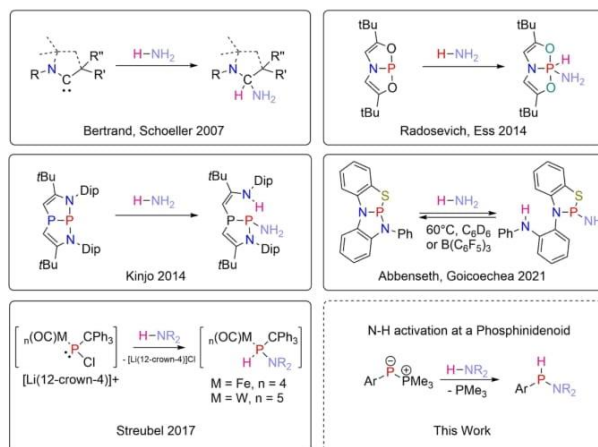 R''
N
R'
R
C
H-NH2
R''
N
R'
R
C
H NH2
Bertrand, Schoeller 2007
tBu
O
N P
O
tBu
H-NH2
tBu
O H
N P
NH2
O
tBu
Radosevich, Ess 2014
tBu
Dip
N
P P
N
Dip
tBu
H-NH2
tBu
Dip
N
H
P P NH2
N
Dip
tBu
Kinjo 2014
S
N P
N
Ph
H-NH2
60°C, C6D6
or B(C6F5)3
S
H N P
Ph N
Abbenseth, Goicoechea 2021
n(OC)M CPh3
P
Cl
[Li(12-crown-4)]+
H-NR2
- [Li(12-crown-4)]Cl
n(OC)M CPh3
P
H NR2
M = Fe, n = 4
M = W, n = 5
Streubel 2017
N-H activation at a Phosphinidenoid
P
Ar PMe3
H-NR2
- PMe3
H
P
Ar NR2
This Work